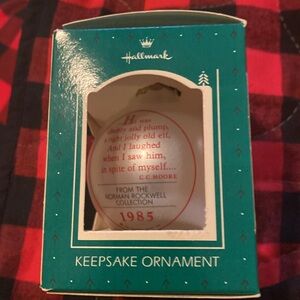 Hallmark
He was
chubby and plump,
a right jolly old elf,
And I laughed
when I saw him,
in spite of myself....
C.C. MOORE
FROM THE
NORMAN ROCKWELL
COLLECTION
1985
KEEPSAKE ORNAMENT